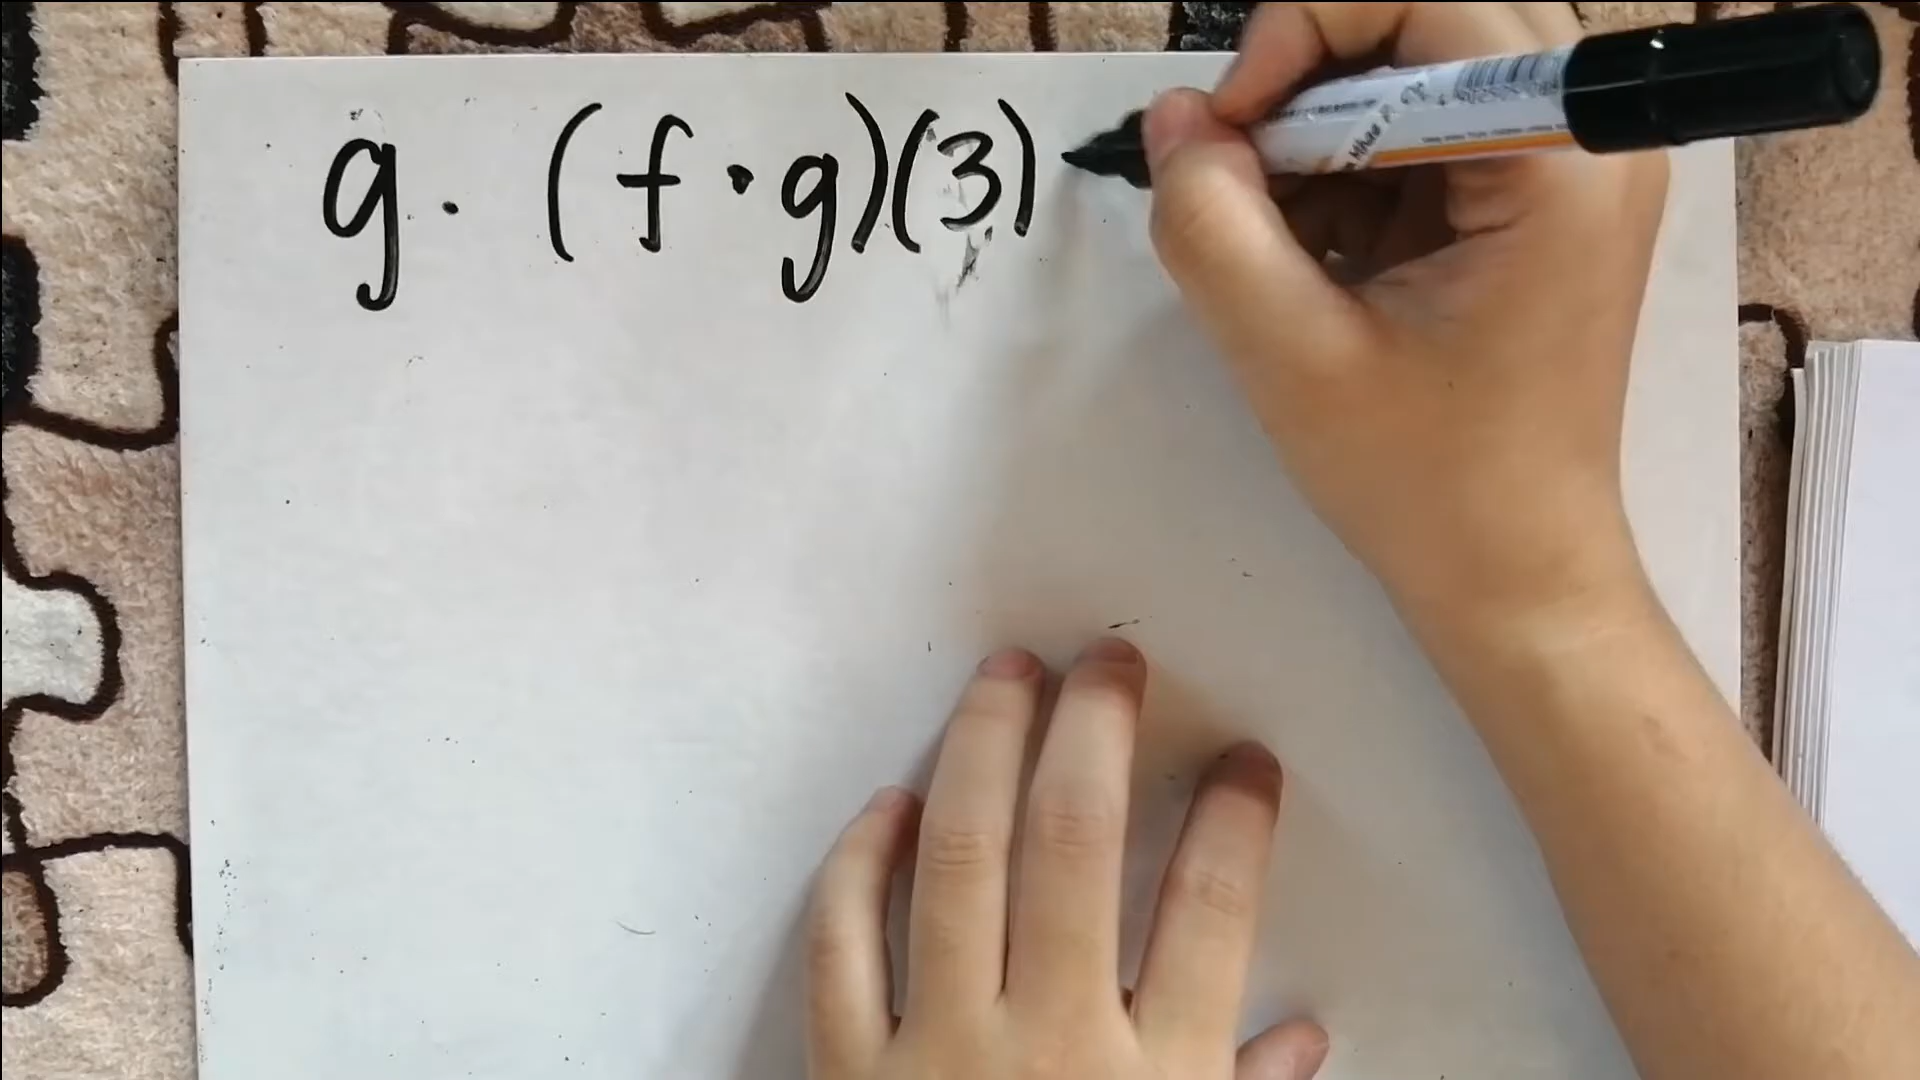 g. (f · g)(3)